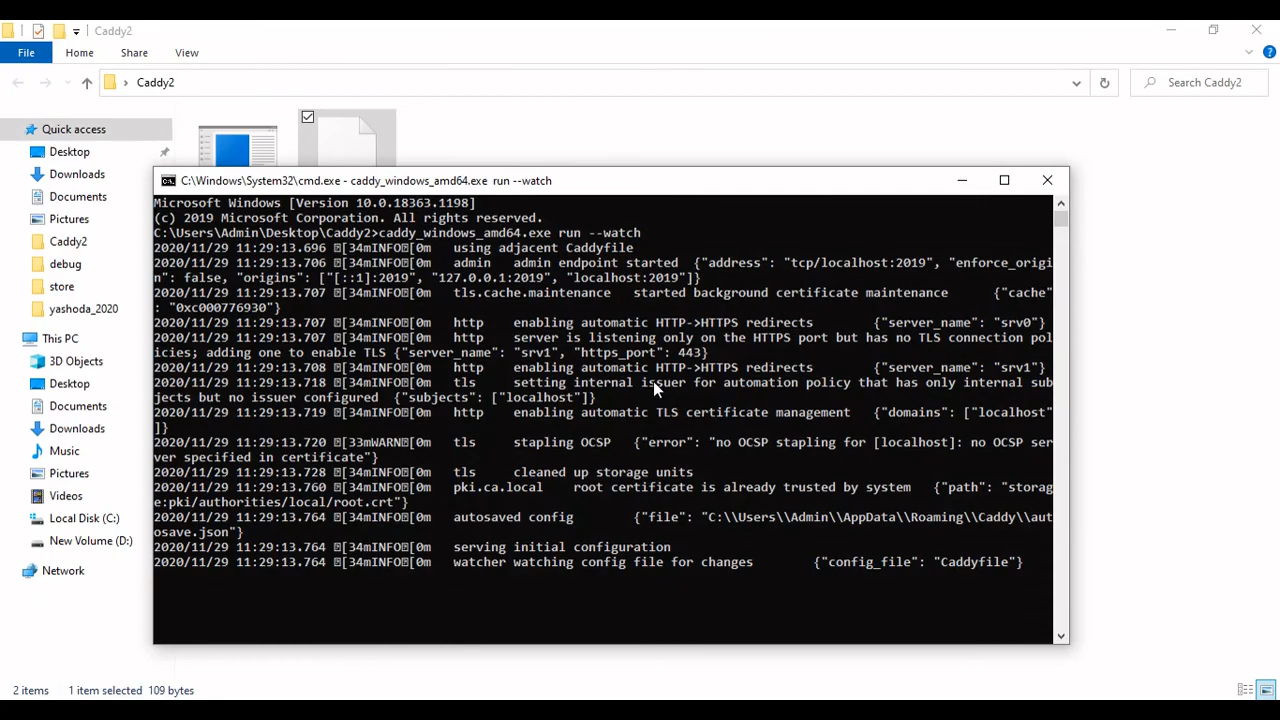 Caddy2
File Home Share View
Caddy2
Search Caddy2
Quick access
Desktop
Downloads
Documents
Pictures
Caddy2
debug
store
yashoda_2020
This PC
3D Objects
Desktop
Documents
Downloads
Music
Pictures
Videos
Local Disk (C:)
New Volume (D:)
Network
C:\Windows\System32\cmd.exe - caddy_windows_amd64.exe run --watch
Microsoft Windows [Version 10.0.18363.1198]
(c) 2019 Microsoft Corporation. All rights reserved.
C:\Users\Admin\Desktop\Caddy2>caddy_windows_amd64.exe run --watch
2020/11/29 11:29:13.696 [34mINFO[0m using adjacent Caddyfile
2020/11/29 11:29:13.706 [34mINFO[0m admin admin endpoint started {"address": "tcp/localhost:2019", "enforce_origi
n": false, "origins": ["[::1]:2019", "127.0.0.1:2019", "localhost:2019"]}
2020/11/29 11:29:13.707 [34mINFO[0m tls.cache.maintenance started background certificate maintenance {"cache"
: "0xc000776930"}
2020/11/29 11:29:13.707 [34mINFO[0m http enabling automatic HTTP->HTTPS redirects {"server_name": "srv0"}
2020/11/29 11:29:13.707 [34mINFO[0m http server is listening only on the HTTPS port but has no TLS connection pol
icies; adding one to enable TLS {"server_name": "srv1", "https_port": 443}
2020/11/29 11:29:13.708 [34mINFO[0m http enabling automatic HTTP->HTTPS redirects {"server_name": "srv1"}
2020/11/29 11:29:13.718 [34mINFO[0m tls setting internal issuer for automation policy that has only internal sub
jects but no issuer configured {"subjects": ["localhost"]}
2020/11/29 11:29:13.719 [34mINFO[0m http enabling automatic TLS certificate management {"domains": ["localhost"
]}
2020/11/29 11:29:13.720 [33mWARN[0m tls stapling OCSP {"error": "no OCSP stapling for [localhost]: no OCSP ser
ver specified in certificate"}
2020/11/29 11:29:13.728 [34mINFO[0m tls cleaned up storage units
2020/11/29 11:29:13.760 [34mINFO[0m pki.ca.local root certificate is already trusted by system {"path": "storag
e:pki/authorities/local/root.crt"}
2020/11/29 11:29:13.764 [34mINFO[0m autosaved config {"file": "C:\\Users\\Admin\\AppData\\Roaming\\Caddy\\aut
osave.json"}
2020/11/29 11:29:13.764 [34mINFO[0m serving initial configuration
2020/11/29 11:29:13.764 [34mINFO[0m watcher watching config file for changes {"config_file": "Caddyfile"}
2 items 1 item selected 109 bytes